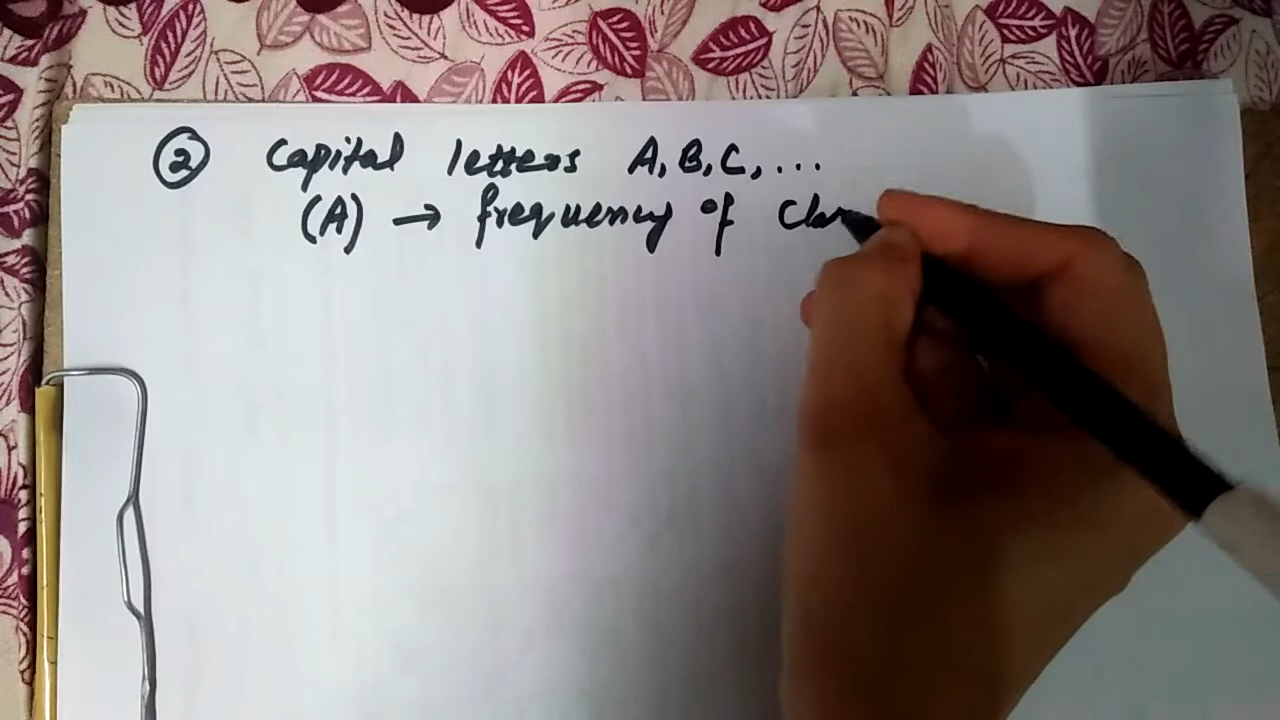 ② Capital letters A, B, C, ...
(A) → frequency of